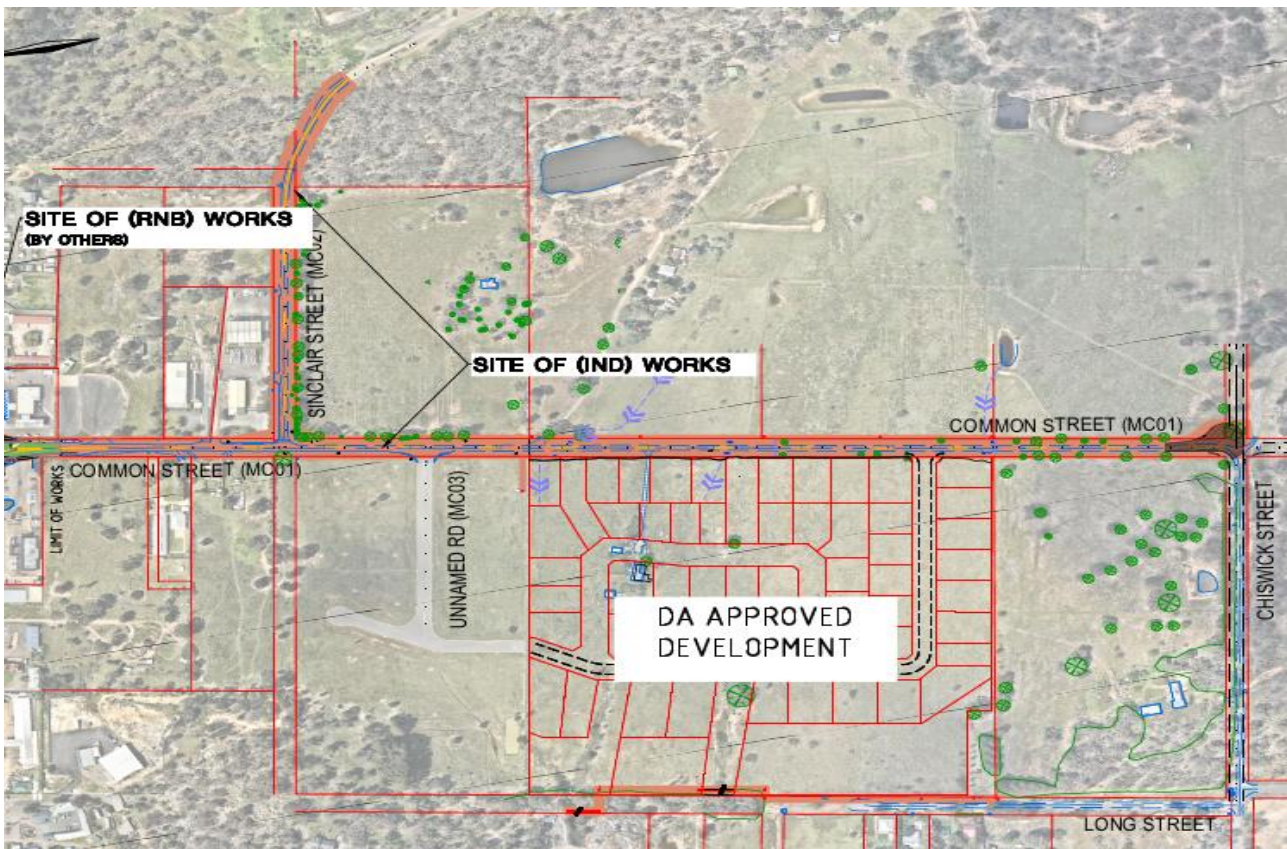 SITE OF (RNB) WORKS
(BY OTHERS)
SINCLAIR STREET (MC02)
SITE OF (IND) WORKS
COMMON STREET (MC01)
COMMON STREET (MC01)
LIMIT OF WORKS
UNNAMED RD (MC03)
CHISWICK STREET
DA APPROVED
DEVELOPMENT
LONG STREET